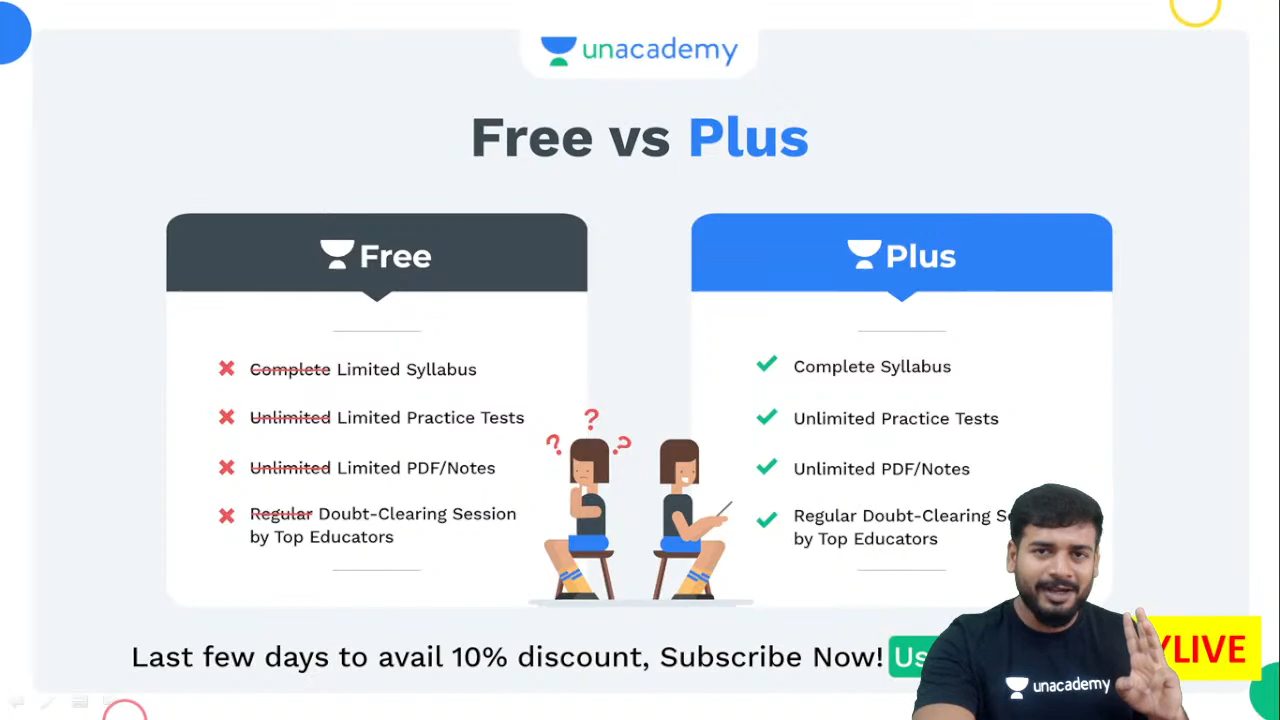 unacademy
Free vs Plus
Free
Complete Limited Syllabus
Unlimited Limited Practice Tests
Unlimited Limited PDF/Notes
Regular Doubt-Clearing Session
by Top Educators
? ? ?
Plus
Complete Syllabus
Unlimited Practice Tests
Unlimited PDF/Notes
Regular Doubt-Clearing
by Top Educators
Last few days to avail 10% discount, Subscribe Now!
YLIVE
unacademy